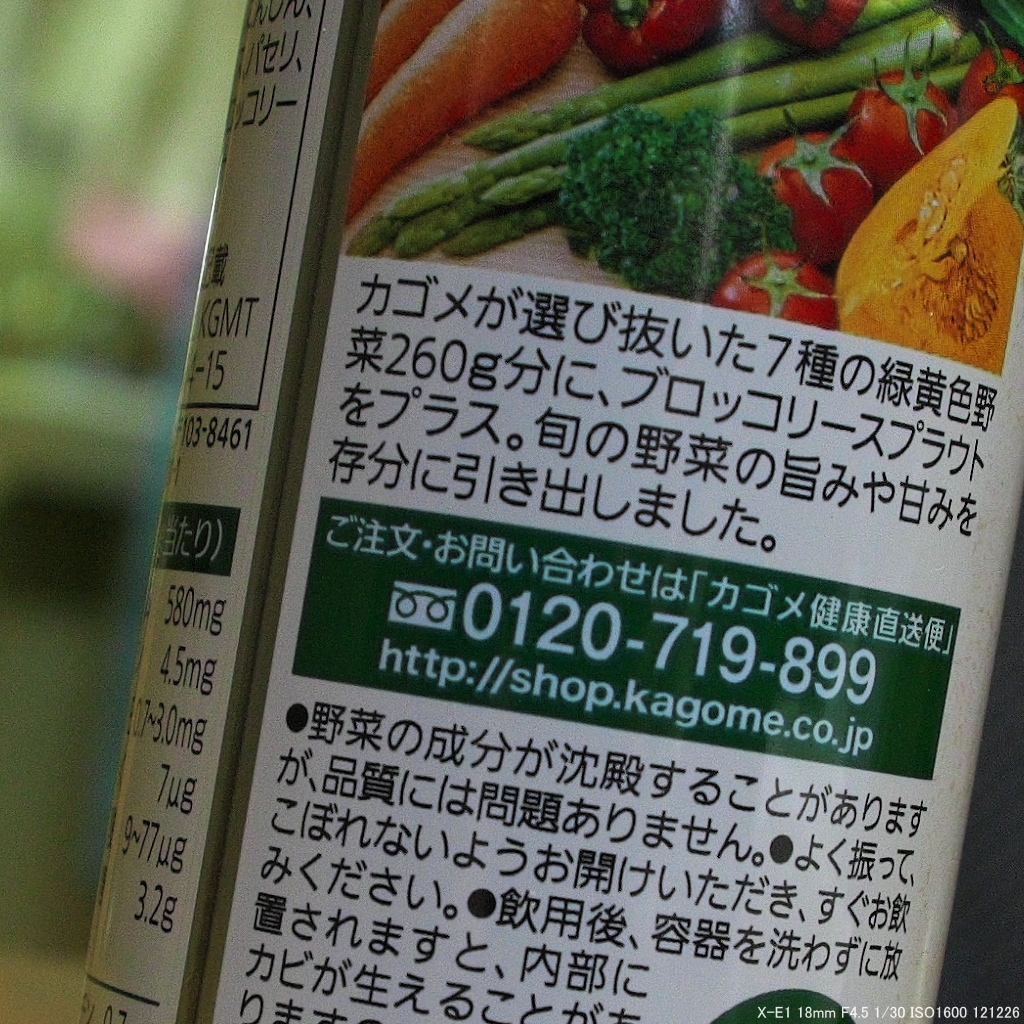 パセリ、
KGMT
-15
103-8461
当たり)
580mg
4.5mg
0.7~3.0mg
7μg
9~77μg
3.2g
カゴメが選び抜いた7種の緑黄色野
菜260g分に、ブロッコリースプラウト
をプラス。旬の野菜の旨みや甘みを
存分に引き出しました。
ご注文・お問い合わせは「カゴメ健康直送便」
0120-719-899
http://shop.kagome.co.jp
●野菜の成分が沈殿することがあります
が、品質には問題ありません。●よく振って、
こぼれないようお開けいただき、すぐお飲
みください。●飲用後、容器を洗わずに放
置されますと、内部に
カビが生えることがあ
ります
X-E1 18mm F4.5 1/30 ISO1600 121226